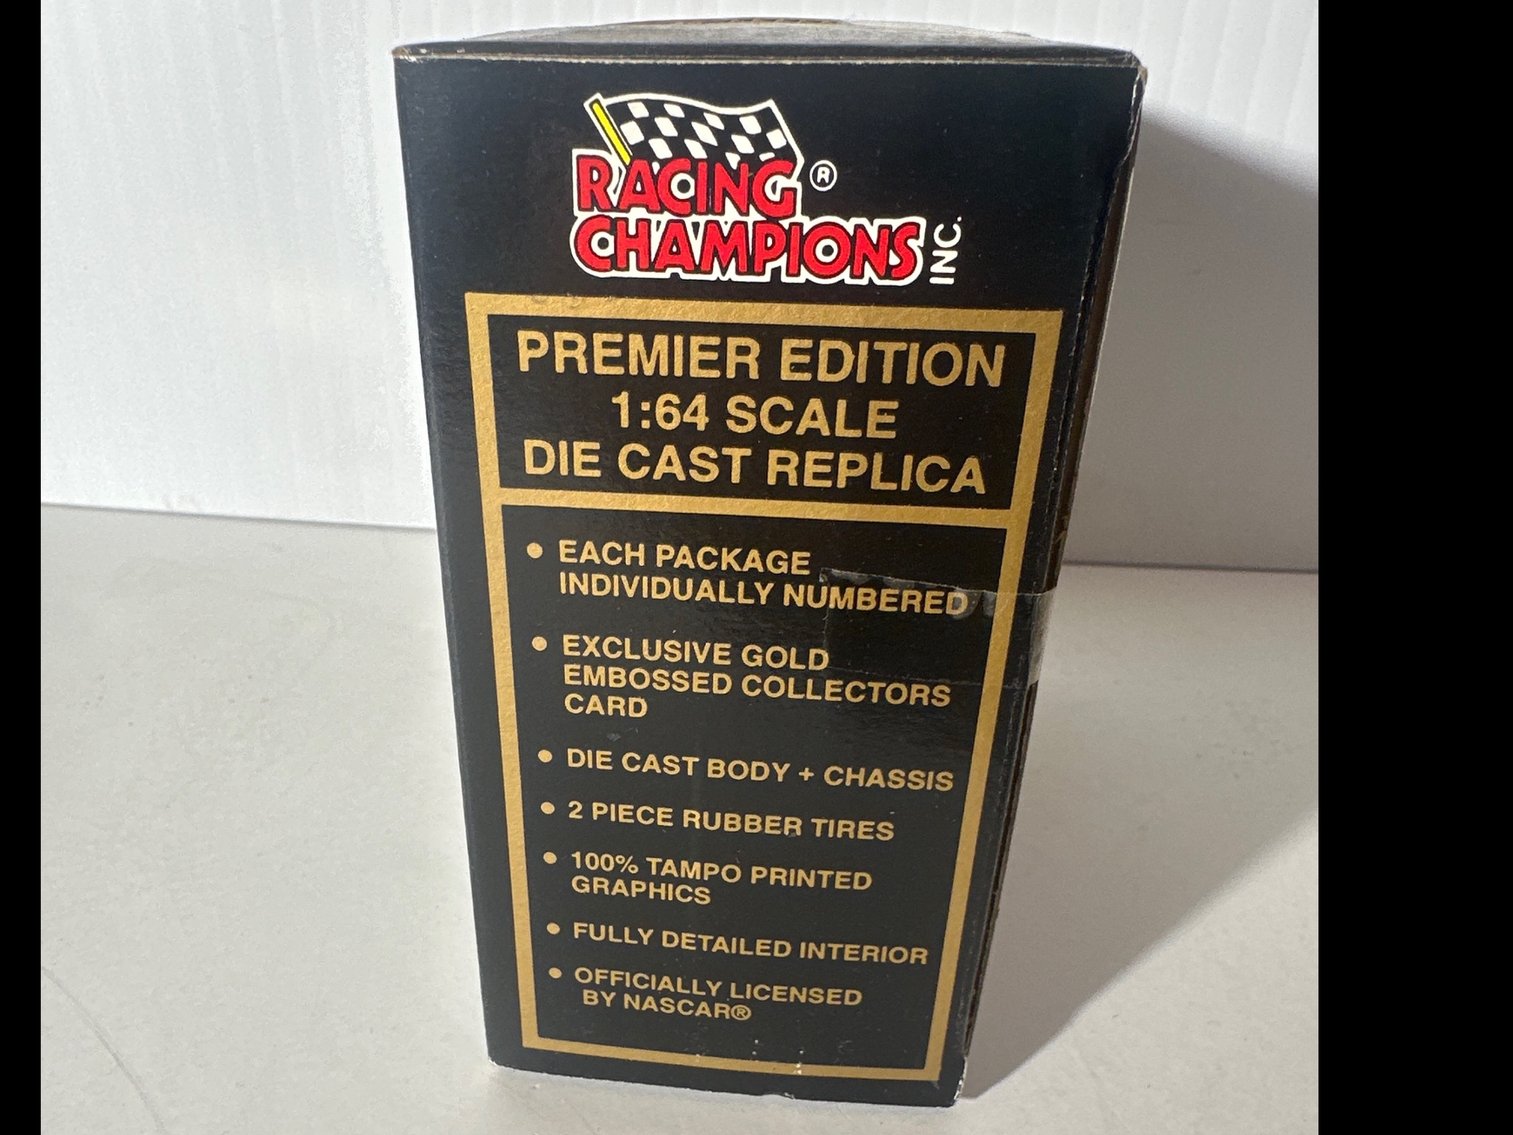 RACING ®
CHAMPIONS INC.
PREMIER EDITION
1:64 SCALE
DIE CAST REPLICA
• EACH PACKAGE
INDIVIDUALLY NUMBERED
• EXCLUSIVE GOLD
EMBOSSED COLLECTORS
CARD
• DIE CAST BODY + CHASSIS
• 2 PIECE RUBBER TIRES
• 100% TAMPO PRINTED
GRAPHICS
• FULLY DETAILED INTERIOR
• OFFICIALLY LICENSED
BY NASCAR®